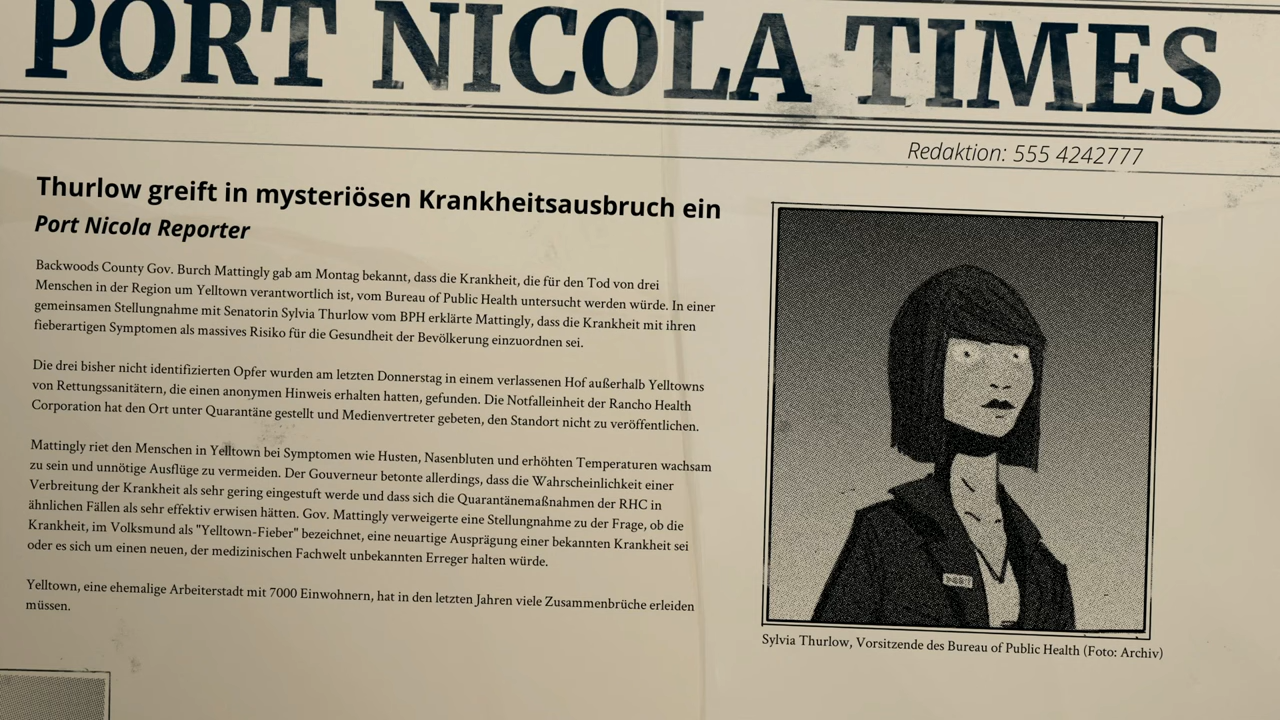 PORT NICOLA TIMES
Redaktion: 555 4242777
Thurlow greift in mysteriösen Krankheitsausbruch ein
Port Nicola Reporter
Backwoods County Gov. Burch Mattingly gab am Montag bekannt, dass die Krankheit, die für den Tod von drei
Menschen in der Region um Yelltown verantwortlich ist, vom Bureau of Public Health untersucht werden würde. In einer
gemeinsamen Stellungnahme mit Senatorin Sylvia Thurlow vom BPH erklärte Mattingly, dass die Krankheit mit ihren
fieberartigen Symptomen als massives Risiko für die Gesundheit der Bevölkerung einzuordnen sei.
Die drei bisher nicht identifizierten Opfer wurden am letzten Donnerstag in einem verlassenen Hof außerhalb Yelltowns
von Rettungssanitätern, die einen anonymen Hinweis erhalten hatten, gefunden. Die Notfalleinheit der Rancho Health
Corporation hat den Ort unter Quarantäne gestellt und Medienvertreter gebeten, den Standort nicht zu veröffentlichen.
Mattingly riet den Menschen in Yelltown bei Symptomen wie Husten, Nasenbluten und erhöhten Temperaturen wachsam
zu sein und unnötige Ausflüge zu vermeiden. Der Gouverneur betonte allerdings, dass die Wahrscheinlichkeit einer
Verbreitung der Krankheit als sehr gering eingestuft werde und dass sich die Quarantänemaßnahmen der RHC in
ähnlichen Fällen als sehr effektiv erwisen hätten. Gov. Mattingly verweigerte eine Stellungnahme zu der Frage, ob die
Krankheit, im Volksmund als "Yelltown-Fieber" bezeichnet, eine neuartige Ausprägung einer bekannten Krankheit sei
oder es sich um einen neuen, der medizinischen Fachwelt unbekannten Erreger halten würde.
Yelltown, eine ehemalige Arbeiterstadt mit 7000 Einwohnern, hat in den letzten Jahren viele Zusammenbrüche erleiden
müssen.
Sylvia Thurlow, Vorsitzende des Bureau of Public Health (Foto: Archiv)